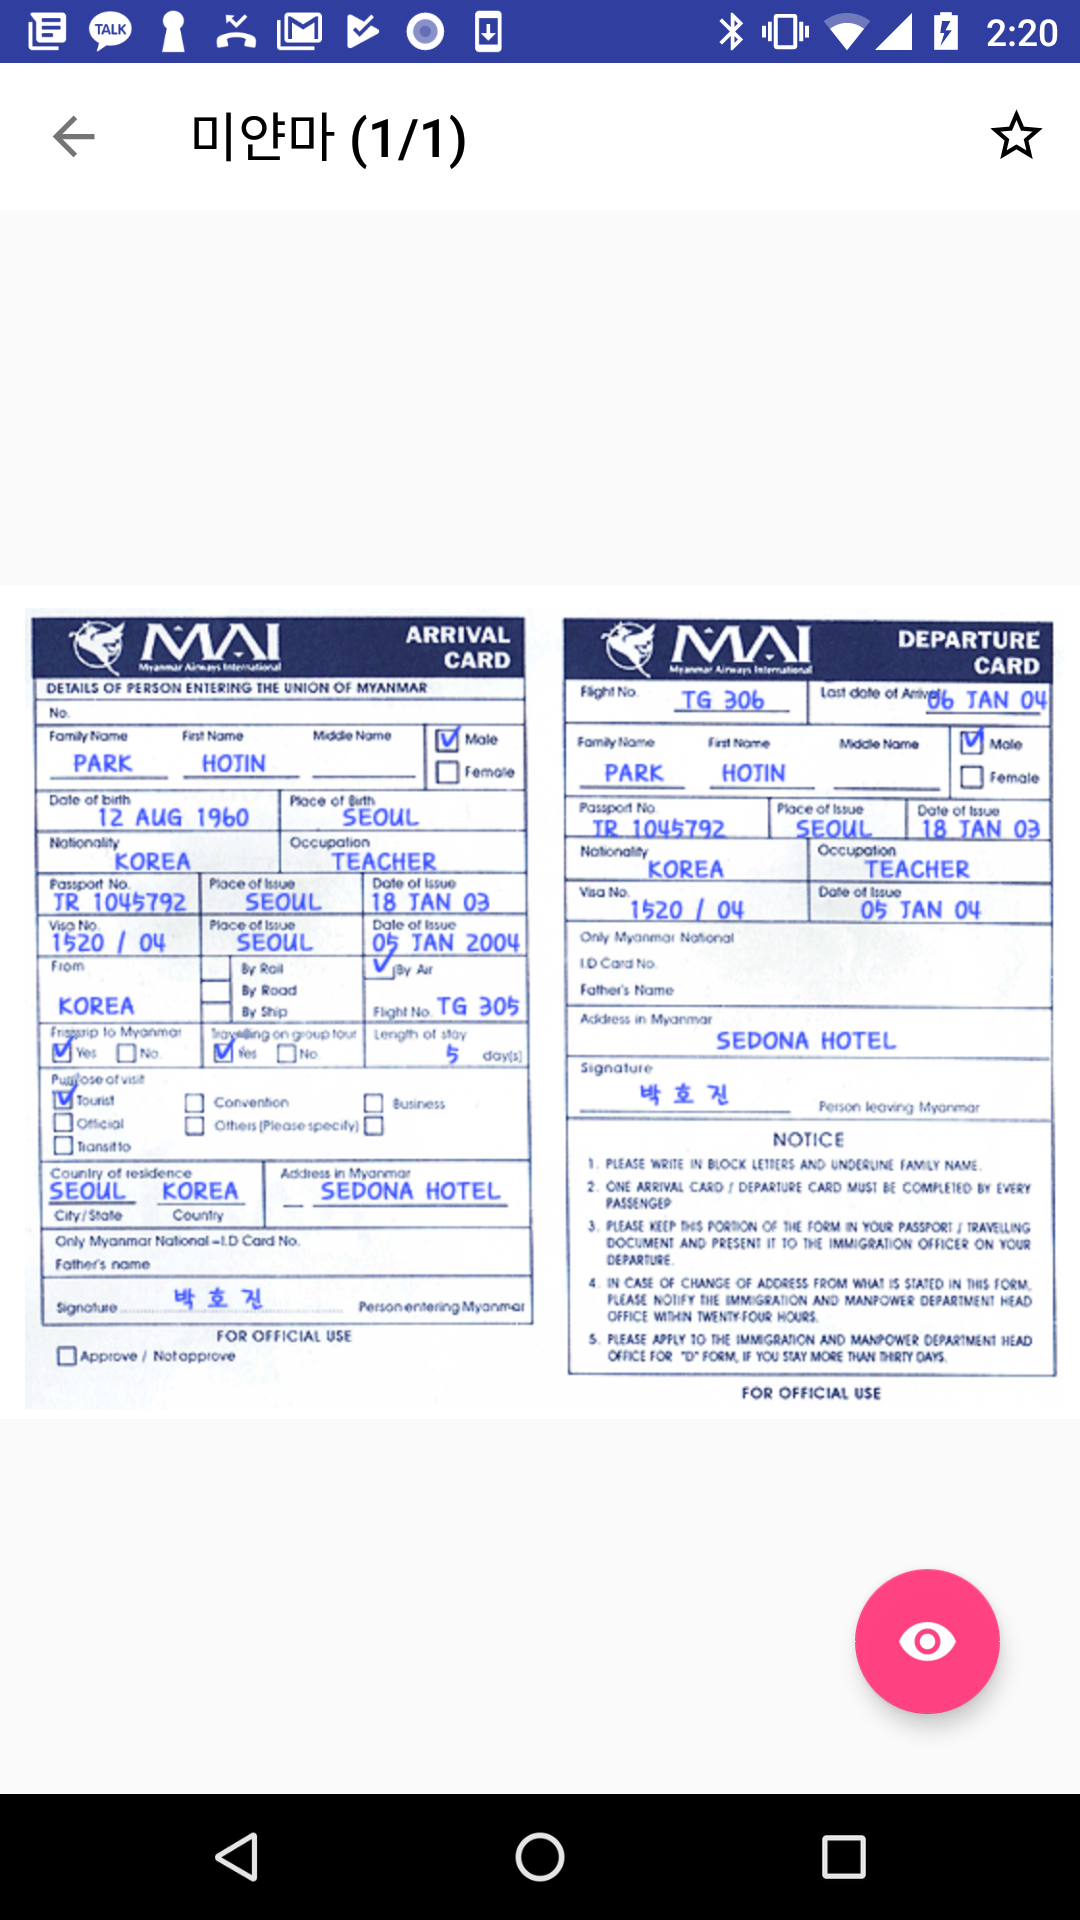 TALK
2:20
미얀마 (1/1)
MAI
Myanmar Airways International
ARRIVAL
CARD
DETAILS OF PERSON ENTERING THE UNION OF MYANMAR
No.
Family Name First Name Middle Name Male
PARK HOJIN
Female
Date of birth Place of Birth
12 AUG 1960 SEOUL
Nationality Occupation
KOREA TEACHER
Passport No. Place of Issue Date of Issue
JR 1045792 SEOUL 18 JAN 03
Visa No. Place of Issue Date of Issue
1520 / 04 SEOUL 05 JAN 2004
From By Rail By Air
By Road
KOREA By Ship Flight No. TG 305
trip to Myanmar Travelling on group tour Length of stay
Yes No. Yes No. 5 day(s)
Purpose of visit
Tourist Convention Business
Official Others (Please specify)
Transit to
Country of residence Address in Myanmar
SEOUL KOREA SEDONA HOTEL
City/State Country
Only Myanmar National – I.D Card No.
Father's name
Signature 박 호 진 Person entering Myanmar
FOR OFFICIAL USE
Approve / Not approve
MAI
Myanmar Airways International
DEPARTURE
CARD
Flight No. TG 306 Last date of Arrival 06 JAN 04
Family Name First Name Middle Name Male
PARK HOJIN Female
Passport No. Place of Issue Date of Issue
JR 1045792 SEOUL 18 JAN 03
Nationality Occupation
KOREA TEACHER
Visa No. Date of Issue
1520 / 04 05 JAN 04
Only Myanmar National
I.D Card No.
Father's Name
Address in Myanmar
SEDONA HOTEL
Signature
박 호 진 Person leaving Myanmar
NOTICE
1. PLEASE WRITE IN BLOCK LETTERS AND UNDERLINE FAMILY NAME.
2. ONE ARRIVAL CARD / DEPARTURE CARD MUST BE COMPLETED BY EVERY
PASSENGER
3. PLEASE KEEP THIS PORTION OF THE FORM IN YOUR PASSPORT / TRAVELLING
DOCUMENT AND PRESENT IT TO THE IMMIGRATION OFFICER ON YOUR
DEPARTURE.
4. IN CASE OF CHANGE OF ADDRESS FROM WHAT IS STATED IN THIS FORM,
PLEASE NOTIFY THE IMMIGRATION AND MANPOWER DEPARTMENT HEAD
OFFICE WITHIN TWENTY-FOUR HOURS.
5. PLEASE APPLY TO THE IMMIGRATION AND MANPOWER DEPARTMENT HEAD
OFFICE FOR "D" FORM, IF YOU STAY MORE THAN THIRTY DAYS.
FOR OFFICIAL USE